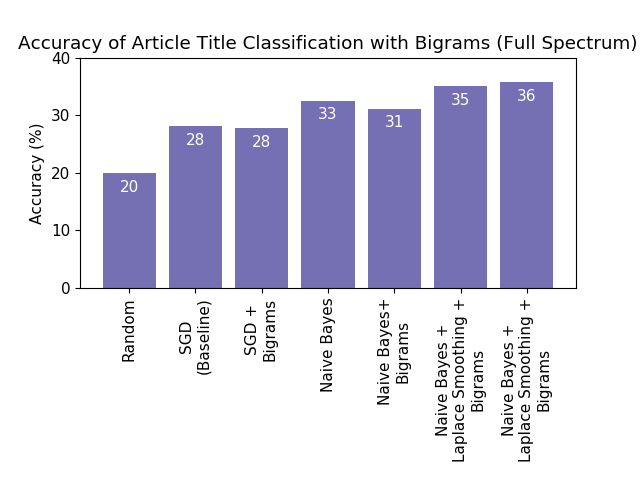 Accuracy of Article Title Classification with Bigrams (Full Spectrum)
40
30
20
10
0
Accuracy (%)
20
28
28
33
31
35
36
Random
SGD
(Baseline)
SGD +
Bigrams
Naive Bayes
Naive Bayes+
Bigrams
Naive Bayes +
Laplace Smoothing +
Bigrams
Naive Bayes +
Laplace Smoothing +
Bigrams